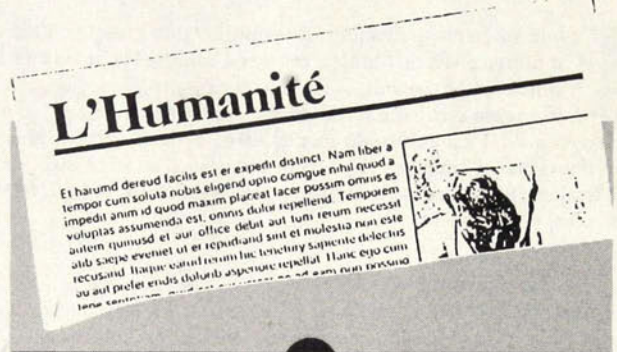 L'Humanité
Et harumd dereud facilis est er expedit distinct. Nam liber a
tempor cum soluta nobis eligend optio comgue nihil quod a
impedit anim id quod maxim placeat facer possim omnis es
voluptas assumenda est, omnis dolor repellend. Temporem
autem quinusd et aur office debit aut tum rerum necessit
atib saepe eveniet ut er repudiand sint et molestia non este
recusand. Itaque earud rerum hic tenetury sapiente delectus
au aut prefer endis dolorib asperiore repellat. Hanc ego cum
tene